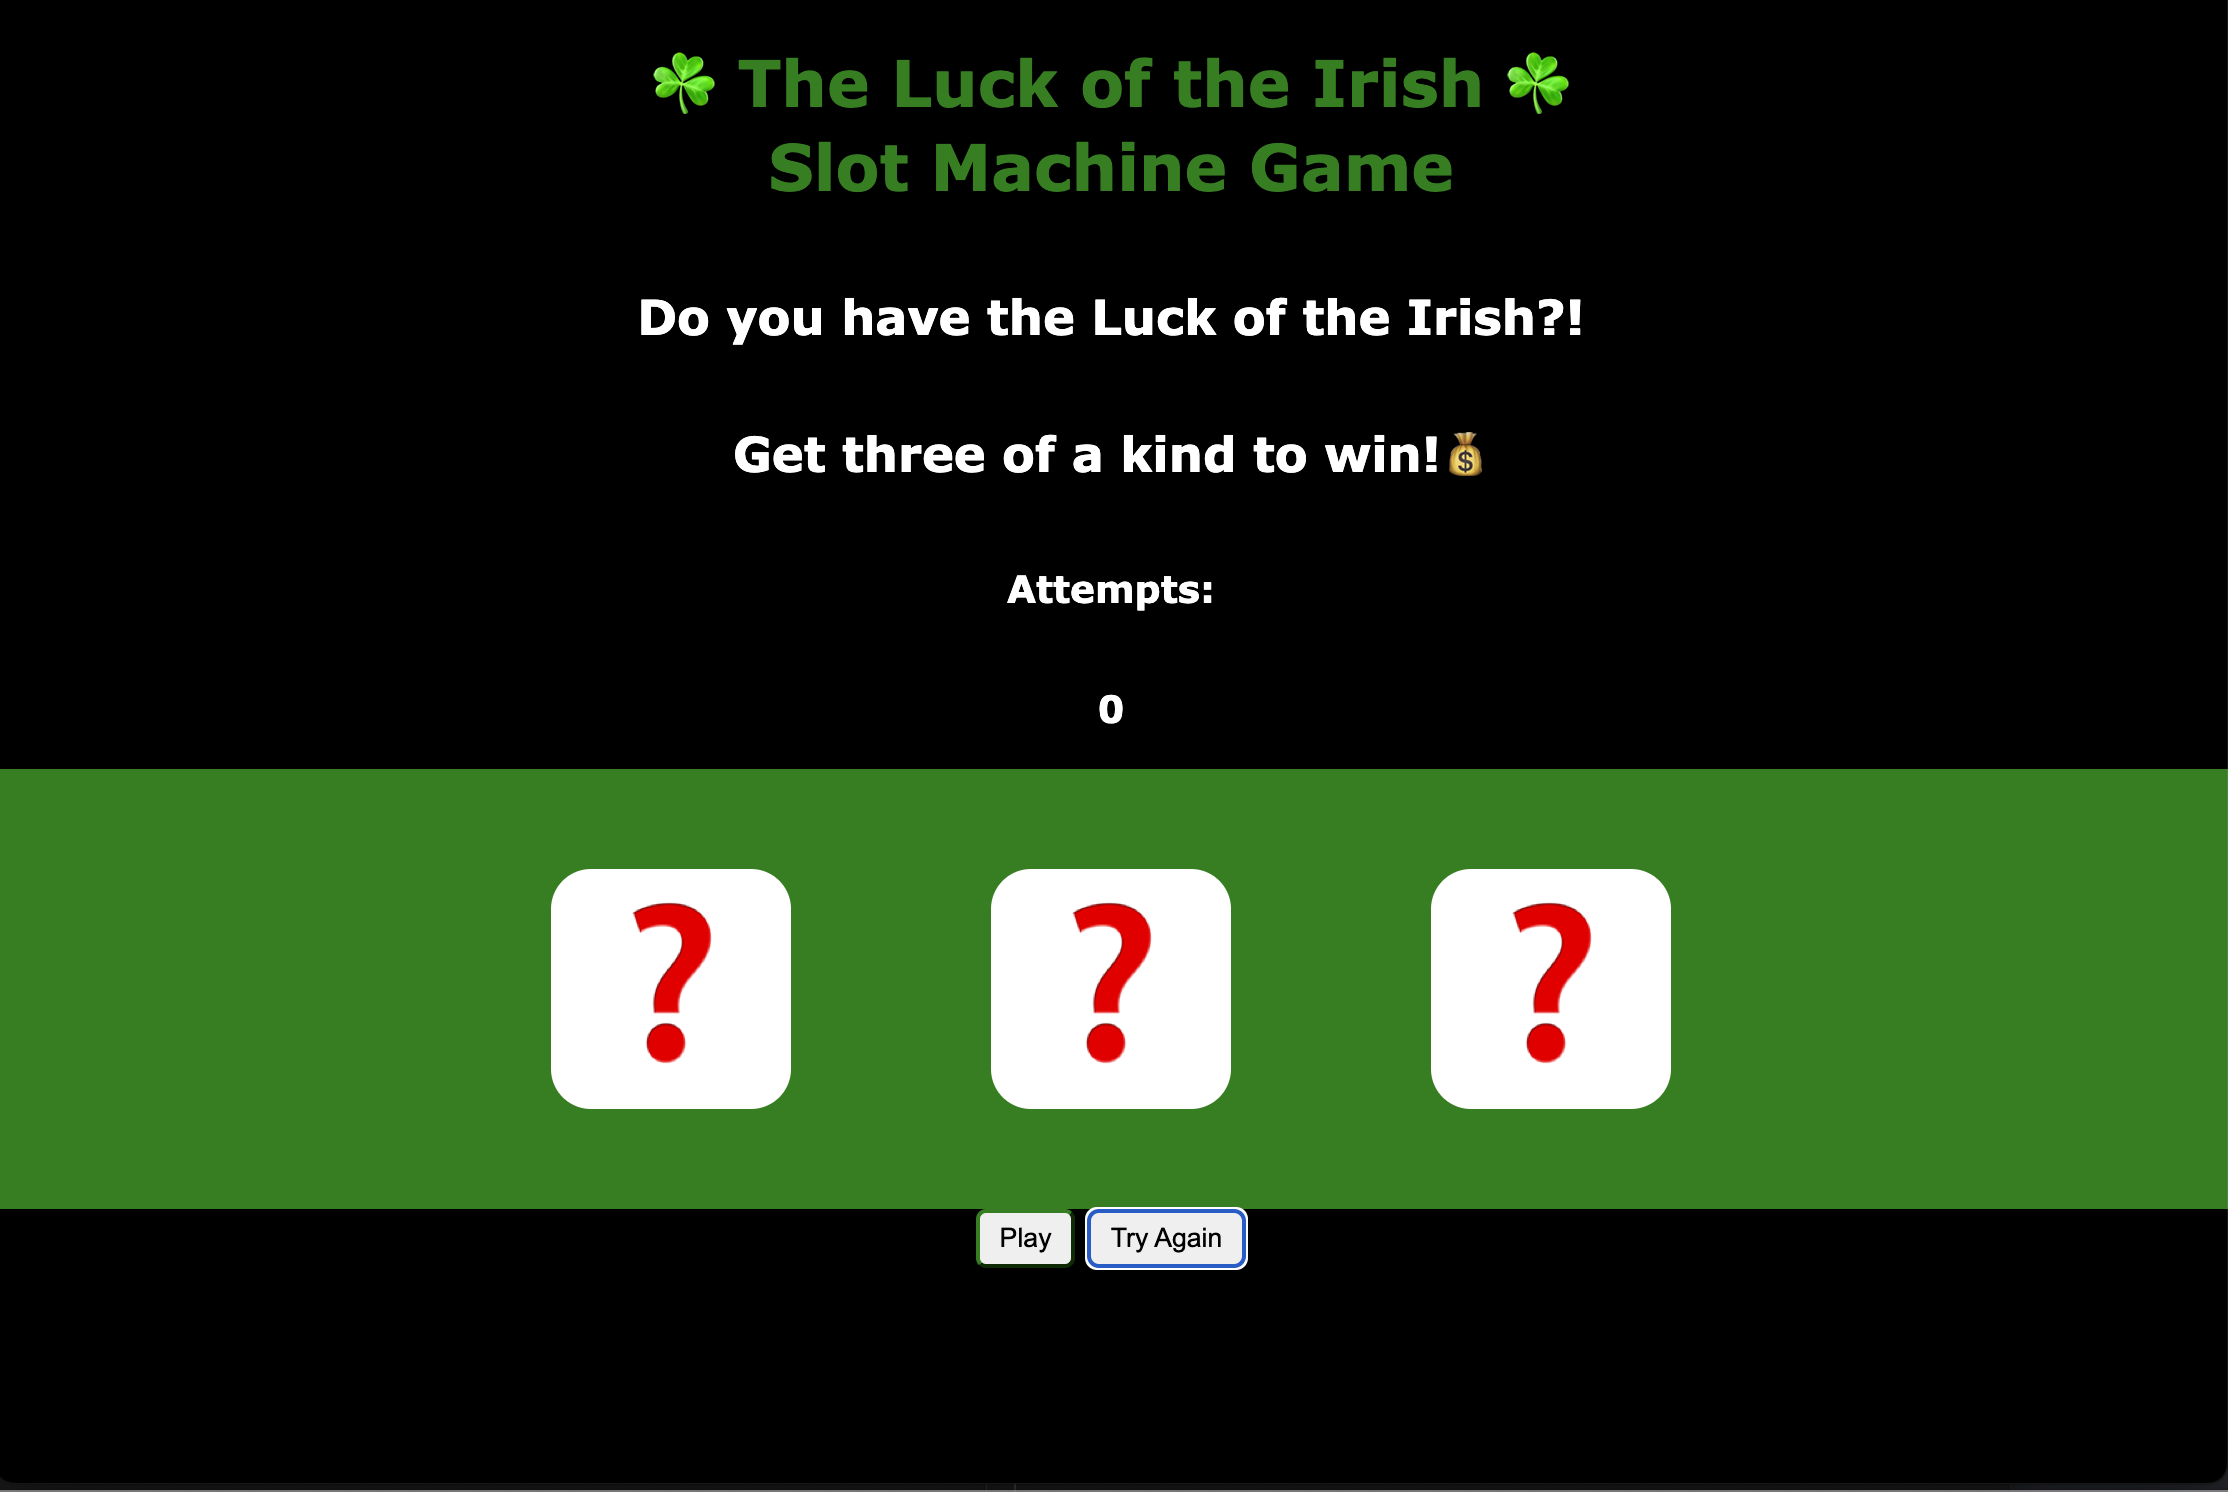 ☘️ The Luck of the Irish ☘️
Slot Machine Game
Do you have the Luck of the Irish?!
Get three of a kind to win!💰
Attempts:
0
❓ ❓ ❓
Play Try Again